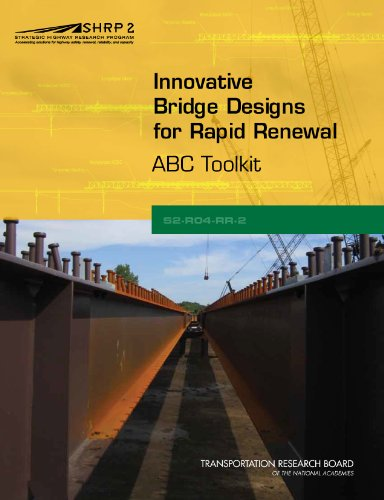 SHRP 2
STRATEGIC HIGHWAY RESEARCH PROGRAM
Accelerating solutions for highway safety, renewal, reliability, and capacity
Innovative
Bridge Designs
for Rapid Renewal
ABC Toolkit
S2-R04-RR-2
TRANSPORTATION RESEARCH BOARD
OF THE NATIONAL ACADEMIES